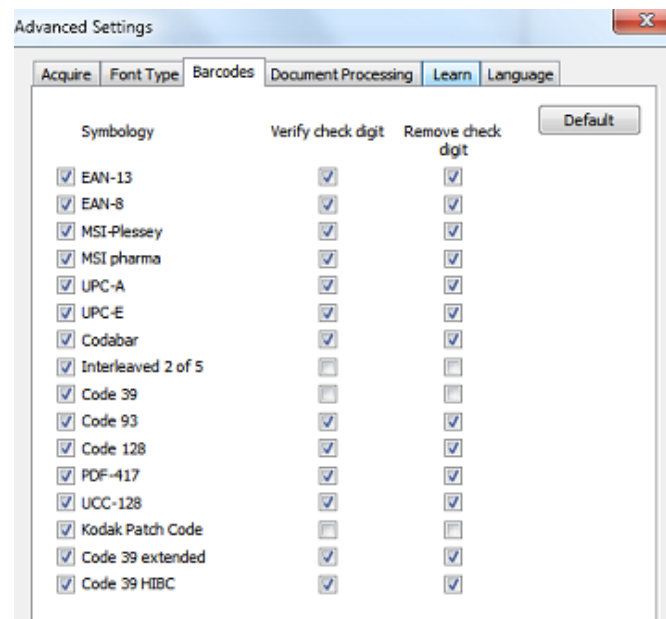 Advanced Settings
Acquire Font Type Barcodes Document Processing Learn Language
Default
Symbology Verify check digit Remove check
digit
EAN-13
EAN-8
MSI-Plessey
MSI pharma
UPC-A
UPC-E
Codabar
Interleaved 2 of 5
Code 39
Code 93
Code 128
PDF-417
UCC-128
Kodak Patch Code
Code 39 extended
Code 39 HIBC